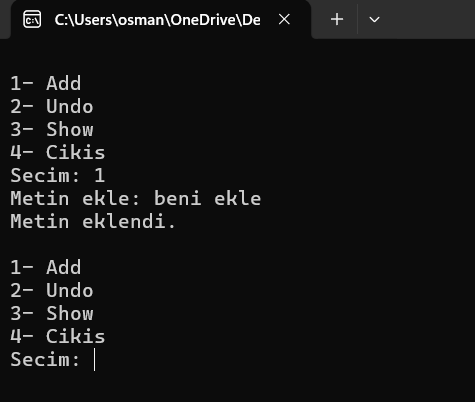 C:\Users\osman\OneDrive\De
1- Add
2- Undo
3- Show
4- Cikis
Secim: 1
Metin ekle: beni ekle
Metin eklendi.
1- Add
2- Undo
3- Show
4- Cikis
Secim: